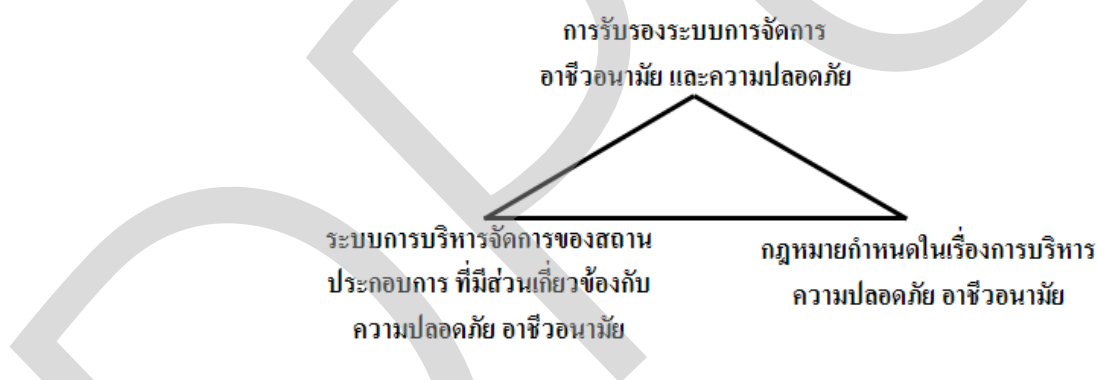 การรับรองระบบการจัดการ
อาชีวอนามัย และความปลอดภัย
ระบบการบริหารจัดการของสถาน
ประกอบการ ที่มีส่วนเกี่ยวข้องกับ
ความปลอดภัย อาชีวอนามัย
กฎหมายกำหนดในเรื่องการบริหาร
ความปลอดภัย อาชีวอนามัย